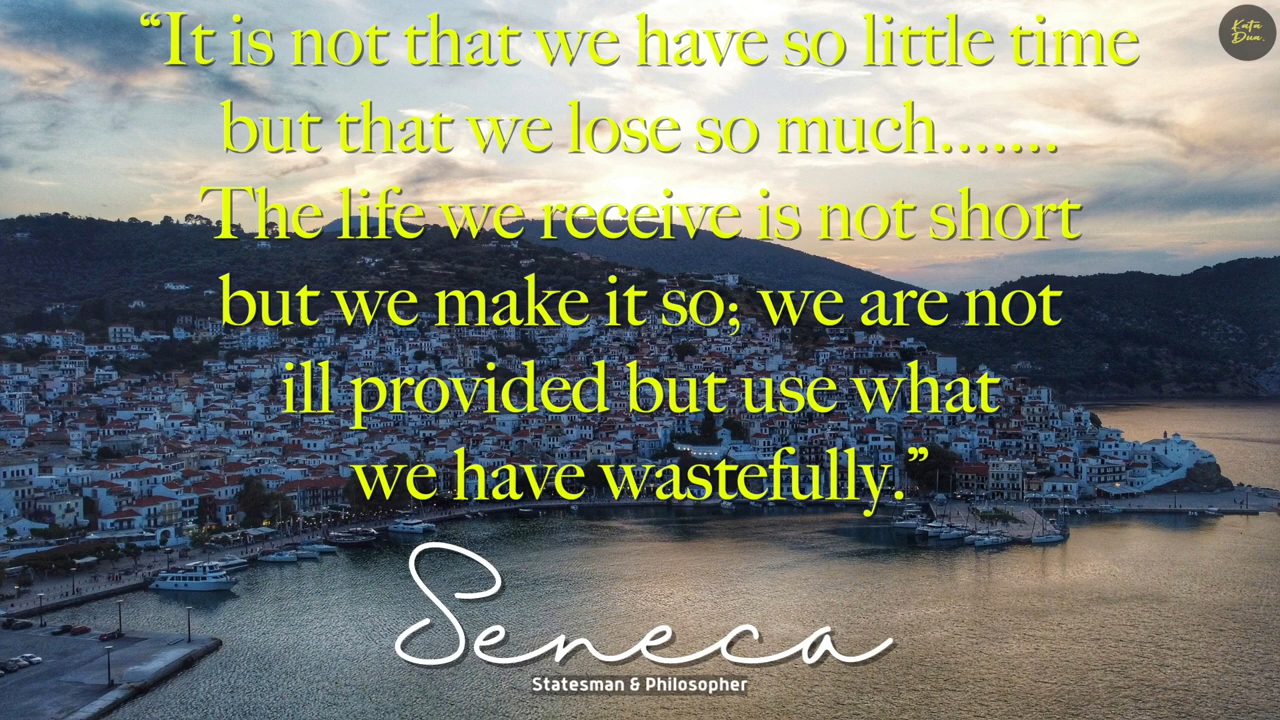 “It is not that we have so little time
but that we lose so much.......
The life we receive is not short
but we make it so; we are not
ill provided but use what
we have wastefully.”
Seneca
Statesman & Philosopher
Kata
Dun.